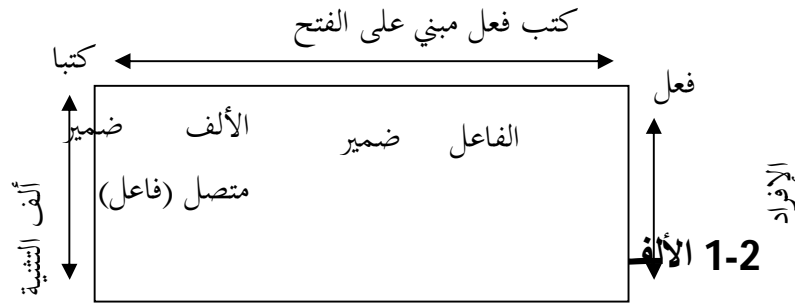 كتب فعل مبني على الفتح
كتبا
فعل
الفاعل ضمير
الألف ضمير
متصل (فاعل)
الإفراد
ألف التثنية
1-2 الألف